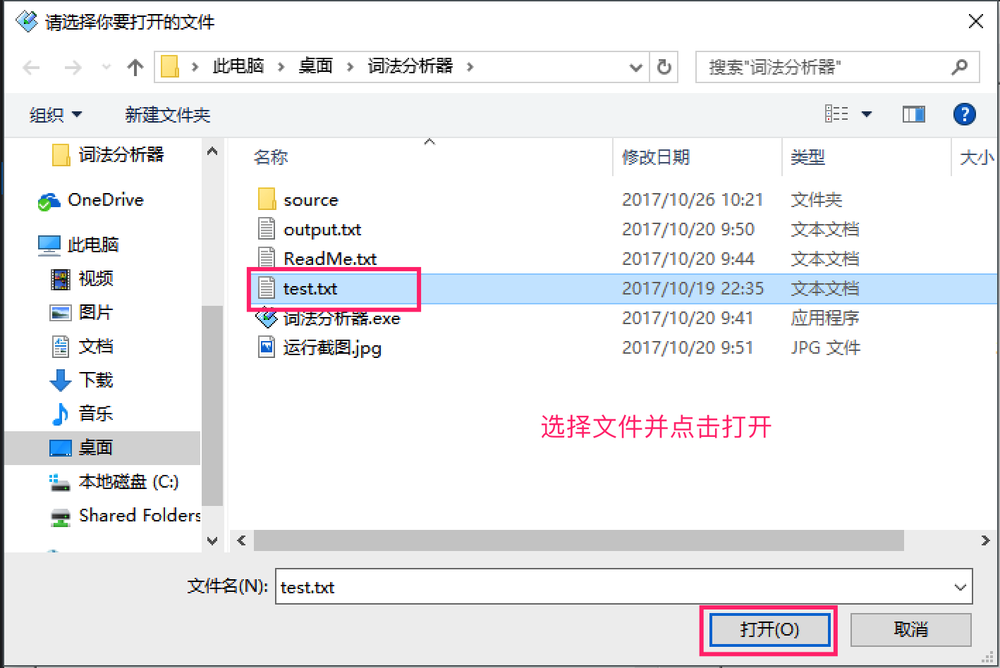 请选择你要打开的文件
此电脑 桌面 词法分析器
搜索"词法分析器"
组织 新建文件夹
词法分析器
OneDrive
此电脑
视频
图片
文档
下载
音乐
桌面
本地磁盘 (C:)
Shared Folders
名称 修改日期 类型 大小
source 2017/10/26 10:21 文件夹
output.txt 2017/10/20 9:50 文本文档
ReadMe.txt 2017/10/20 9:44 文本文档
test.txt 2017/10/19 22:35 文本文档
词法分析器.exe 2017/10/20 9:41 应用程序
运行截图.jpg 2017/10/20 9:51 JPG 文件
选择文件并点击打开
文件名(N): test.txt
打开(O) 取消